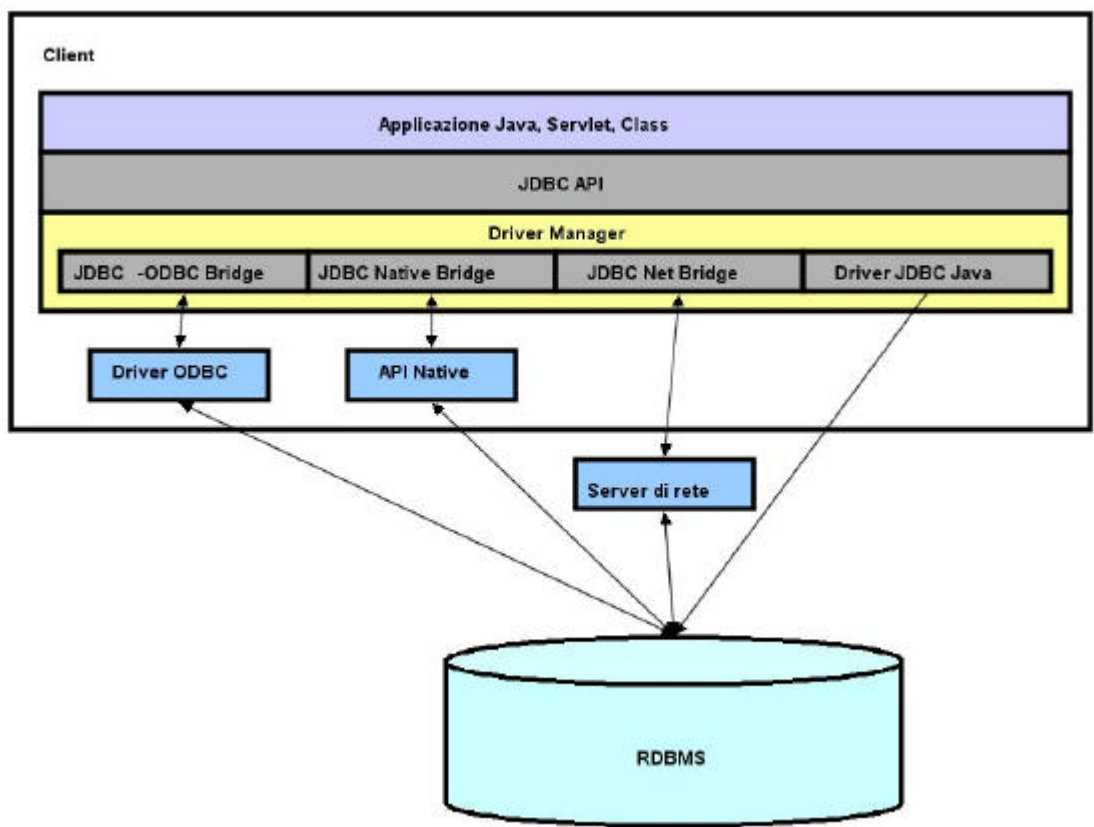 Client
Applicazione Java, Servlet, Class
JDBC API
Driver Manager
JDBC -ODBC Bridge
JDBC Native Bridge
JDBC Net Bridge
Driver JDBC Java
Driver ODBC
API Native
Server di rete
RDBMS